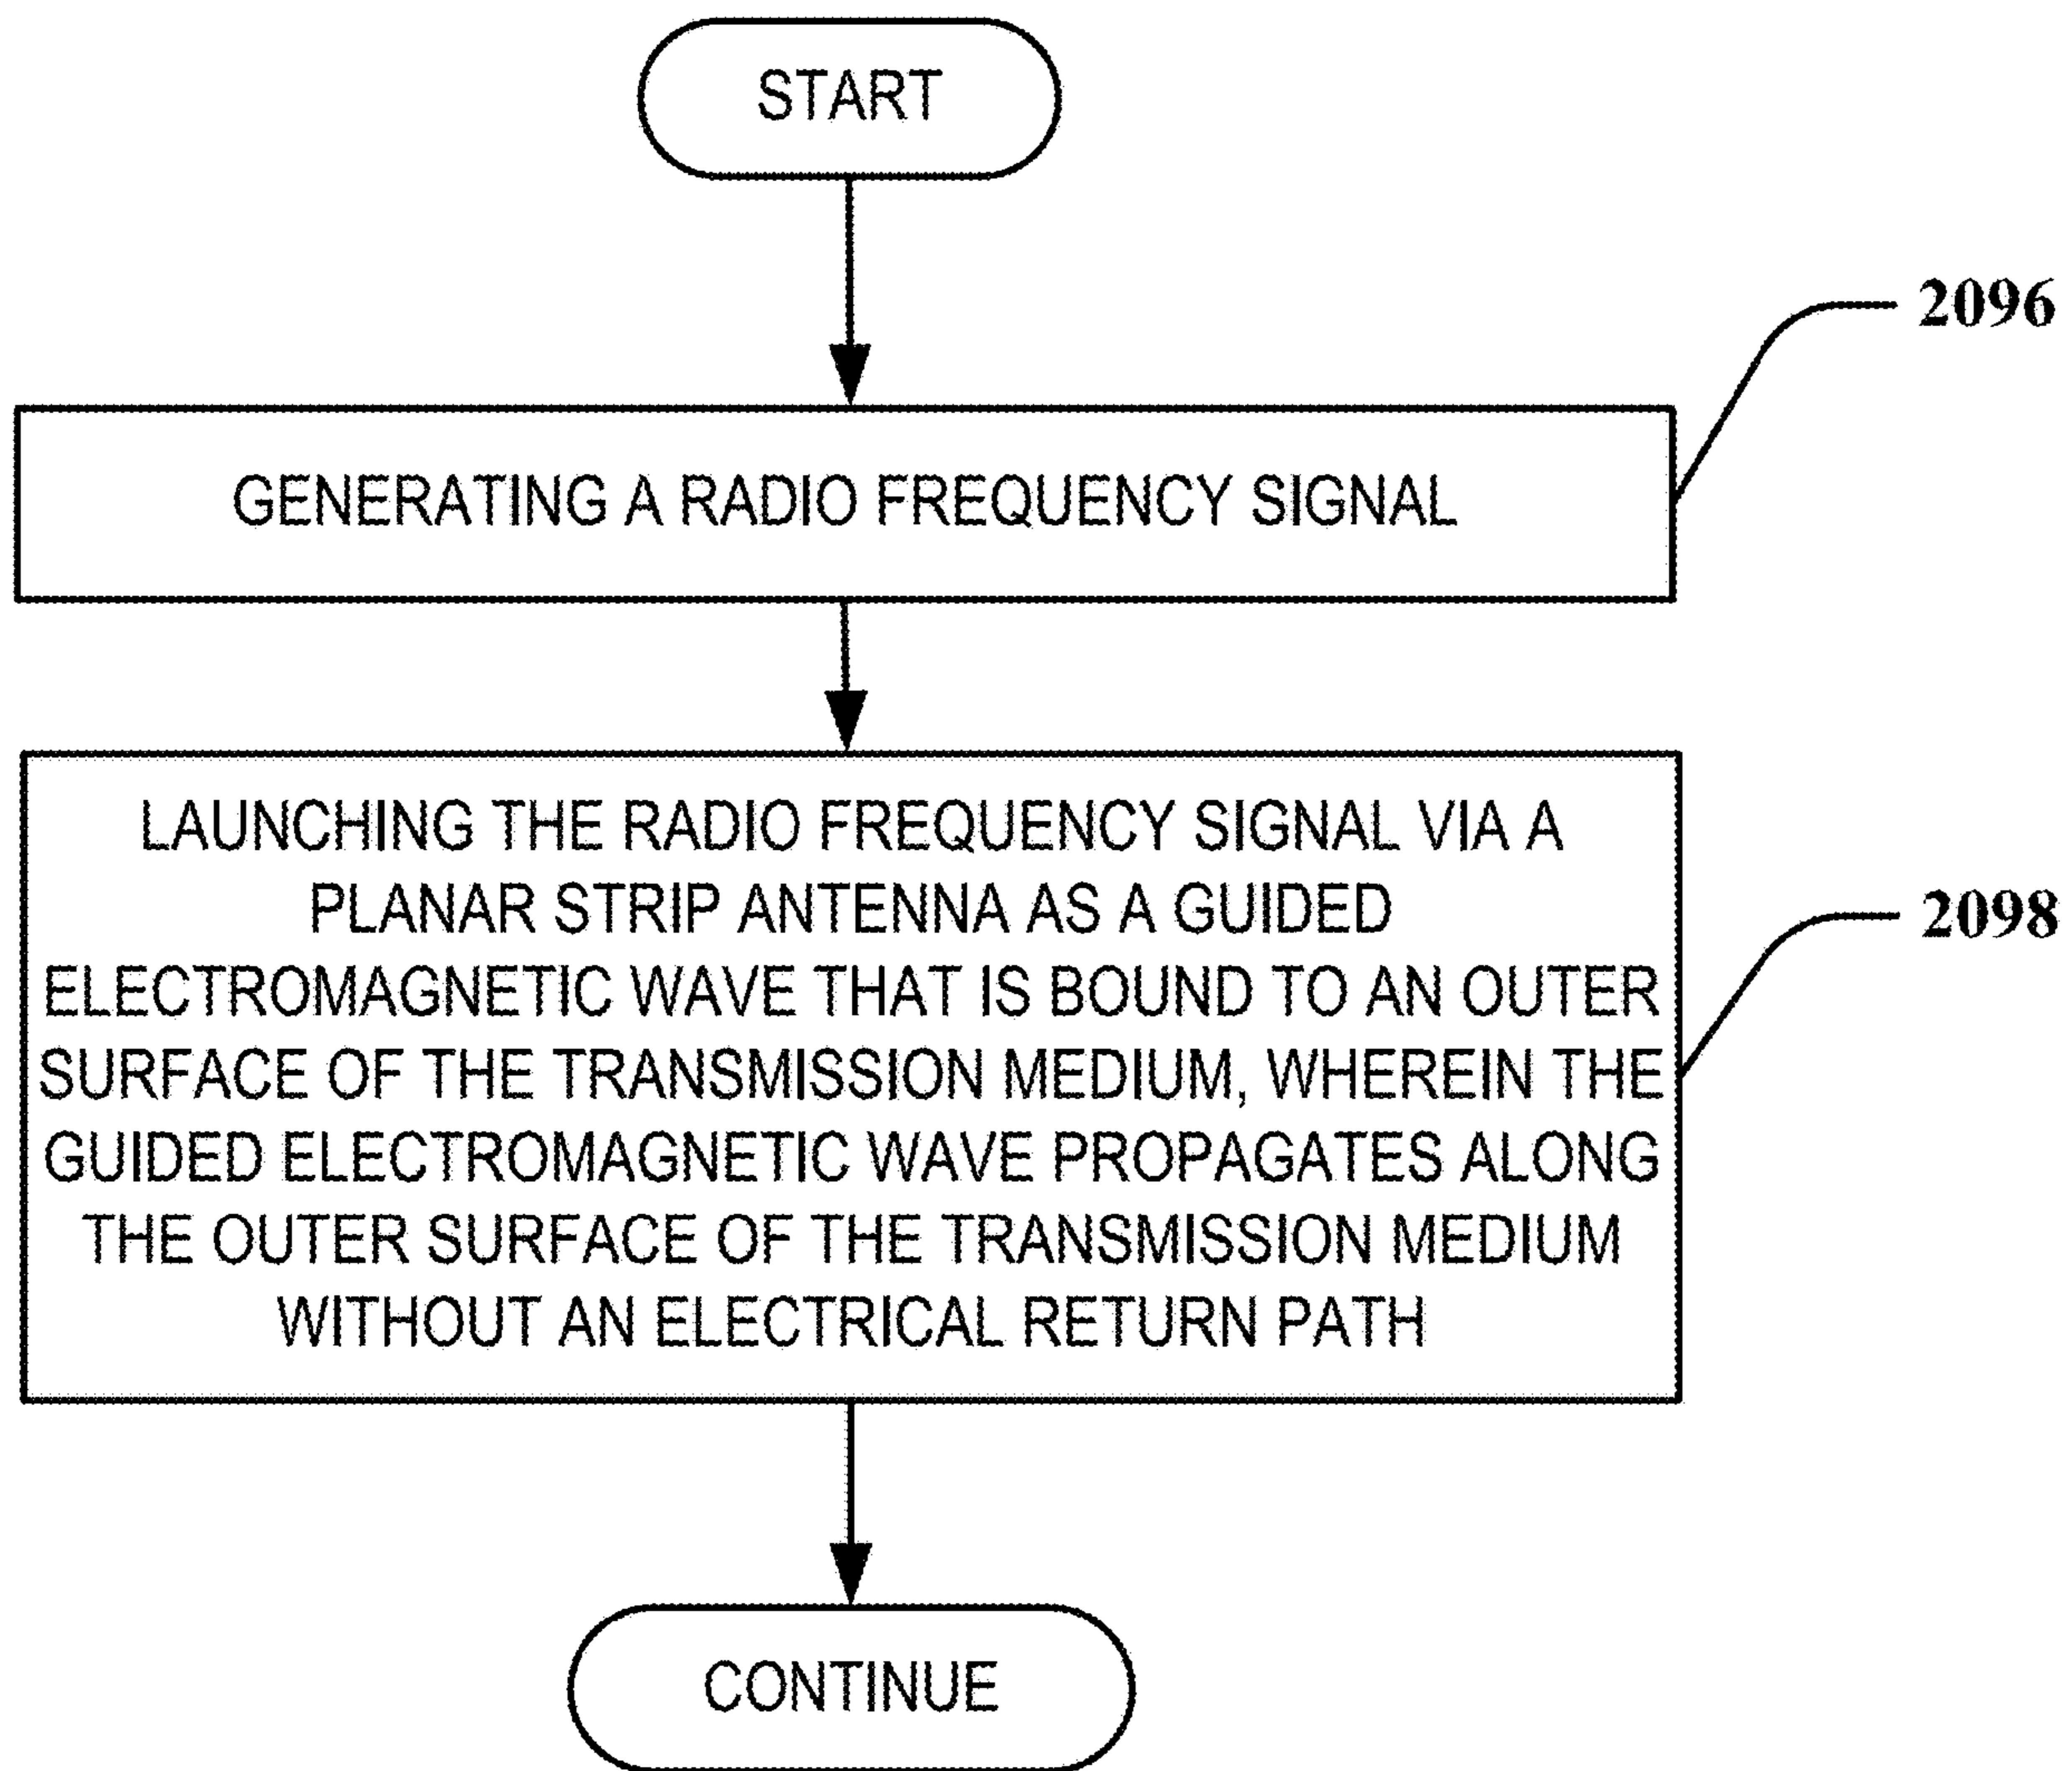 START
2096
GENERATING A RADIO FREQUENCY SIGNAL
LAUNCHING THE RADIO FREQUENCY SIGNAL VIA A
PLANAR STRIP ANTENNA AS A GUIDED
2098
ELECTROMAGNETIC WAVE THAT IS BOUND TO AN OUTER
SURFACE OF THE TRANSMISSION MEDIUM, WHEREIN THE
GUIDED ELECTROMAGNETIC WAVE PROPAGATES ALONG
THE OUTER SURFACE OF THE TRANSMISSION MEDIUM
WITHOUT AN ELECTRICAL RETURN PATH
CONTINUE